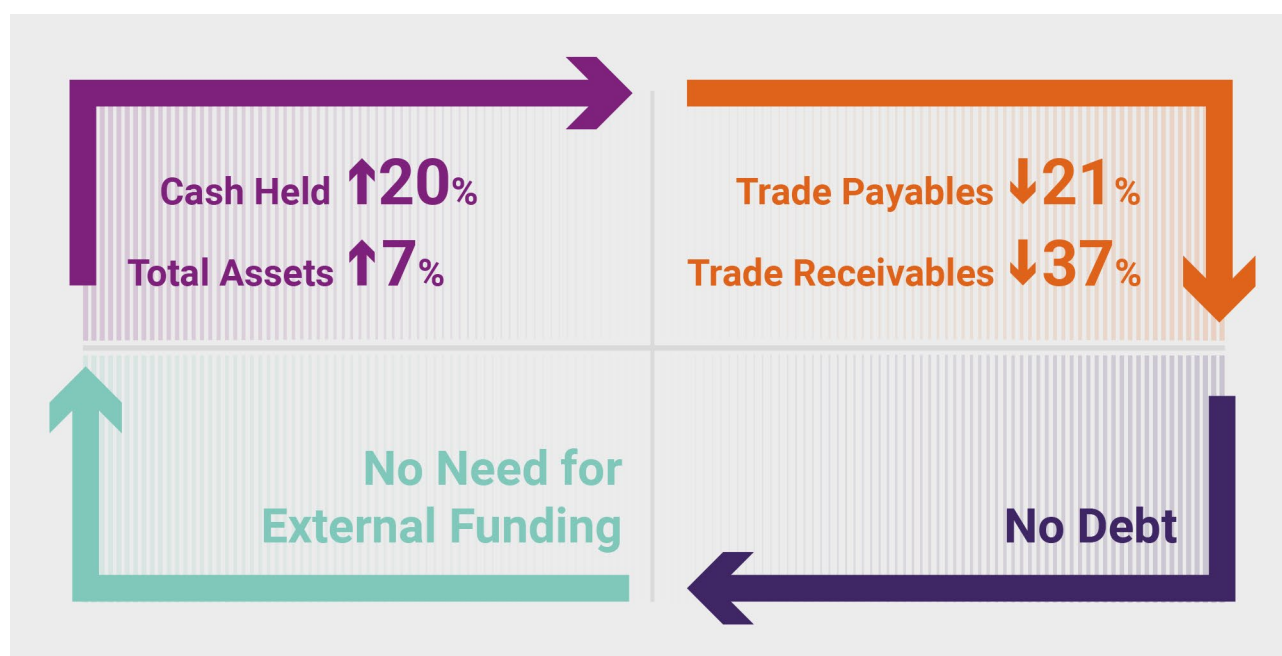 Cash Held ↑20%
Total Assets ↑7%
Trade Payables ↓21%
Trade Receivables ↓37%
No Need for
External Funding
No Debt